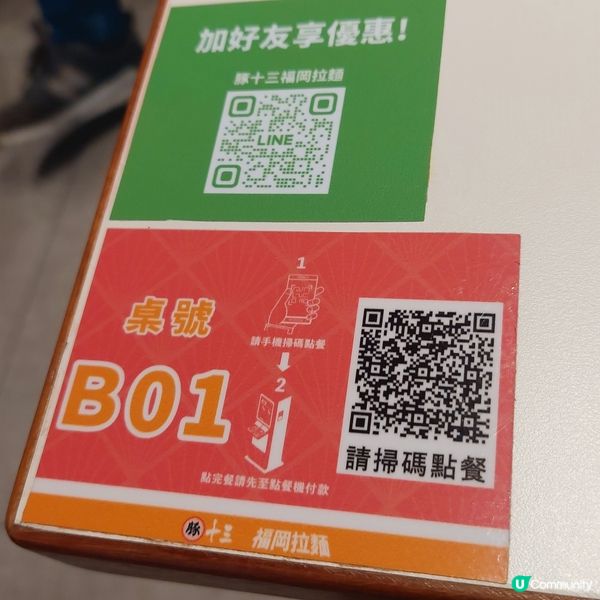 加好友享優惠!
豚十三福岡拉麵
LINE
桌號
B01
1
請手機掃碼點餐
2
點完餐請先至點餐機付款
請掃碼點餐
豚 十三 福岡拉麵
U Community